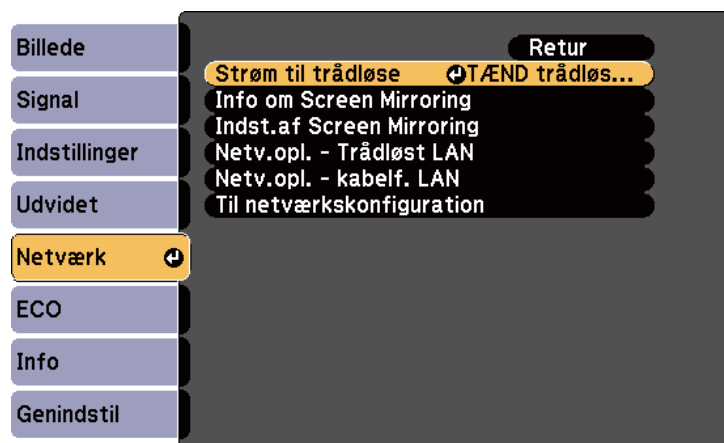 Billede
Signal
Indstillinger
Udvidet
Netværk
ECO
Info
Genindstil
Retur
Strøm til trådløse TÆND trådløs...
Info om Screen Mirroring
Indst.af Screen Mirroring
Netv.opl. - Trådløst LAN
Netv.opl. - kabelf. LAN
Til netværkskonfiguration